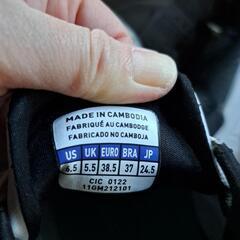 MADE IN CAMBODIA
FABRIQUÉ AU CAMBODGE
FABRICADO NO CAMBOJA
US UK EURO BRA JP
6.5 5.5 38.5 37 24.5
CIC 0122
11GM212101